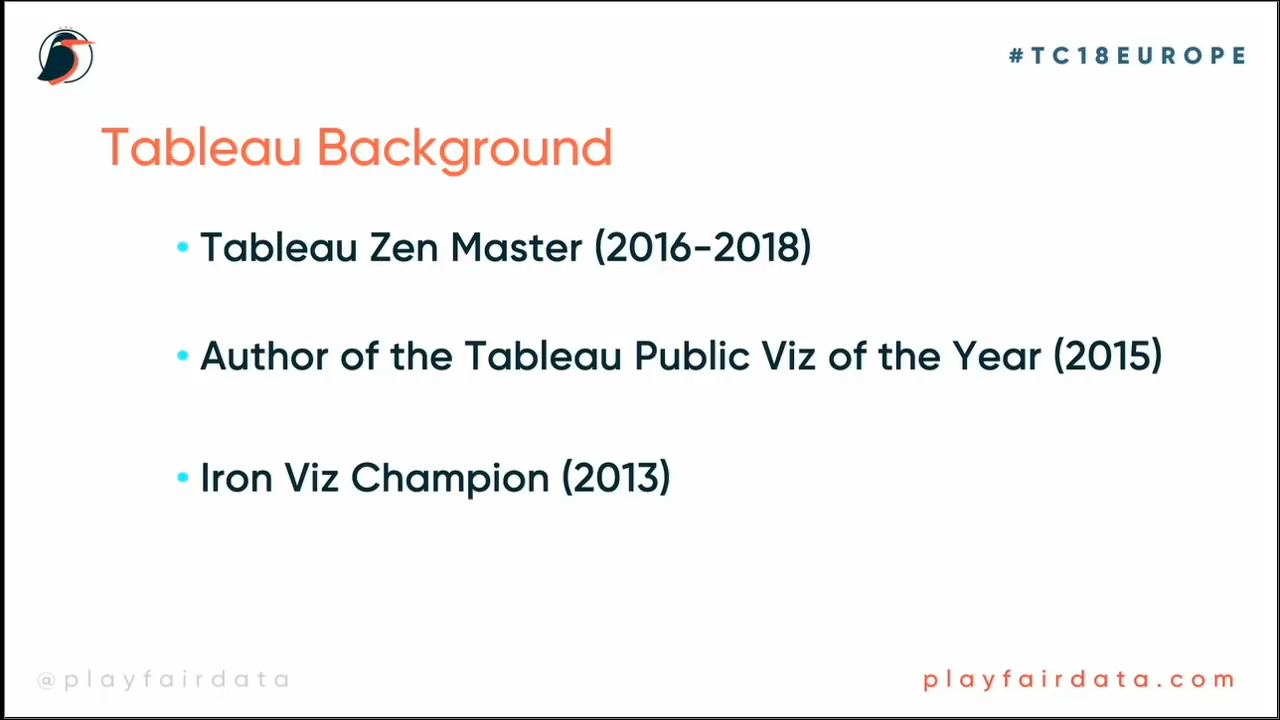 #TC18EUROPE
Tableau Background
• Tableau Zen Master (2016-2018)
• Author of the Tableau Public Viz of the Year (2015)
• Iron Viz Champion (2013)
@playfairdata
playfairdata.com